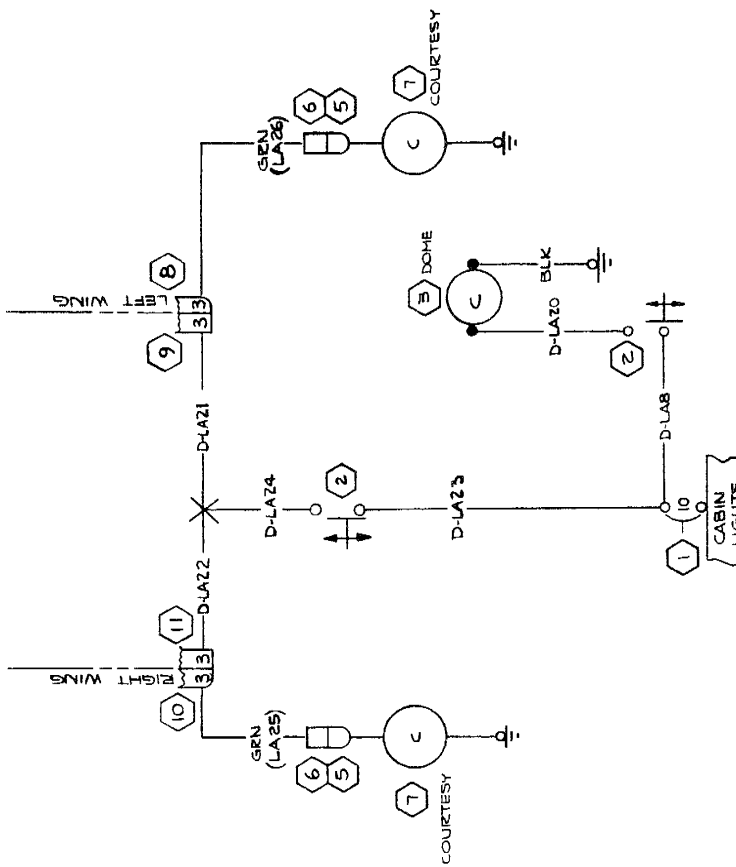 7
COURTESY
6
5
GRN
(LA26)
C
8
LEFT WING
3
3
9
D-LA21
3
DOME
C
BLK
D-LA20
2
D-LA8
D-LA24
2
D-LA23
10
1
CABIN
LIGHTS
D-LA22
11
RIGHT WING
3
3
10
GRN
(LA25)
6
5
C
7
COURTESY